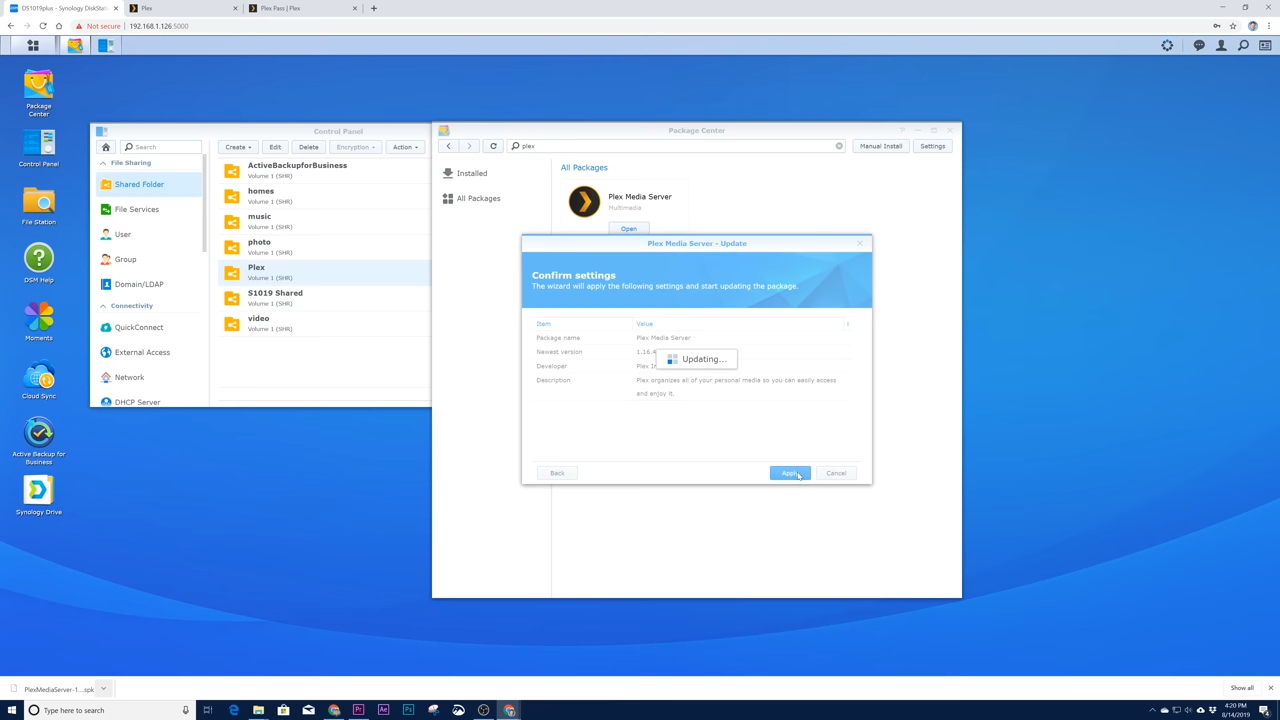 DS1019plus - Synology DiskStati
Plex
Plex Pass | Plex
Not secure
192.168.1.126:5000
Package
Center
Control Panel
File Station
DSM Help
Moments
Cloud Sync
Active Backup for
Business
Synology Drive
Control Panel
Search
File Sharing
Shared Folder
File Services
User
Group
Domain/LDAP
Connectivity
QuickConnect
External Access
Network
DHCP Server
Create Edit Delete Encryption Action
ActiveBackupforBusiness
Volume 1 (SHR)
homes
Volume 1 (SHR)
music
Volume 1 (SHR)
photo
Volume 1 (SHR)
Plex
Volume 1 (SHR)
S1019 Shared
Volume 1 (SHR)
video
Volume 1 (SHR)
Package Center
plex
Manual Install Settings
Installed
All Packages
All Packages
Plex Media Server
Multimedia
Open
Plex Media Server - Update
Confirm settings
The wizard will apply the following settings and start updating the package.
Item Value
Package name Plex Media Server
Newest version 1.16.4
Developer Plex In
Description Plex organizes all of your personal media so you can easily access
and enjoy it.
Updating...
Back Apply Cancel
PlexMediaServer-1....spk
Show all
Type here to search
4:20 PM
8/14/2019
4